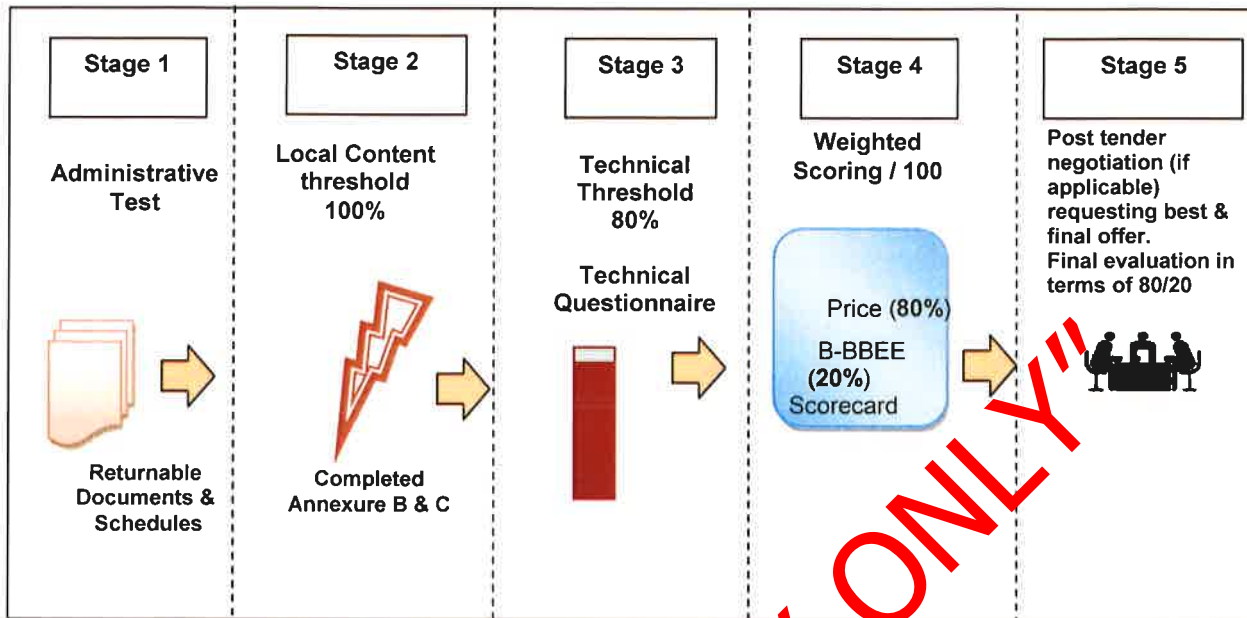 Stage 1
Administrative
Test
Returnable
Documents &
Schedules
Stage 2
Local Content
threshold
100%
Completed
Annexure B & C
Stage 3
Technical
Threshold
80%
Technical
Questionnaire
Stage 4
Weighted
Scoring / 100
Price (80%)
B-BBEE
(20%)
Scorecard
Stage 5
Post tender
negotiation (if
applicable)
requesting best &
final offer.
Final evaluation in
terms of 80/20
ONLY"